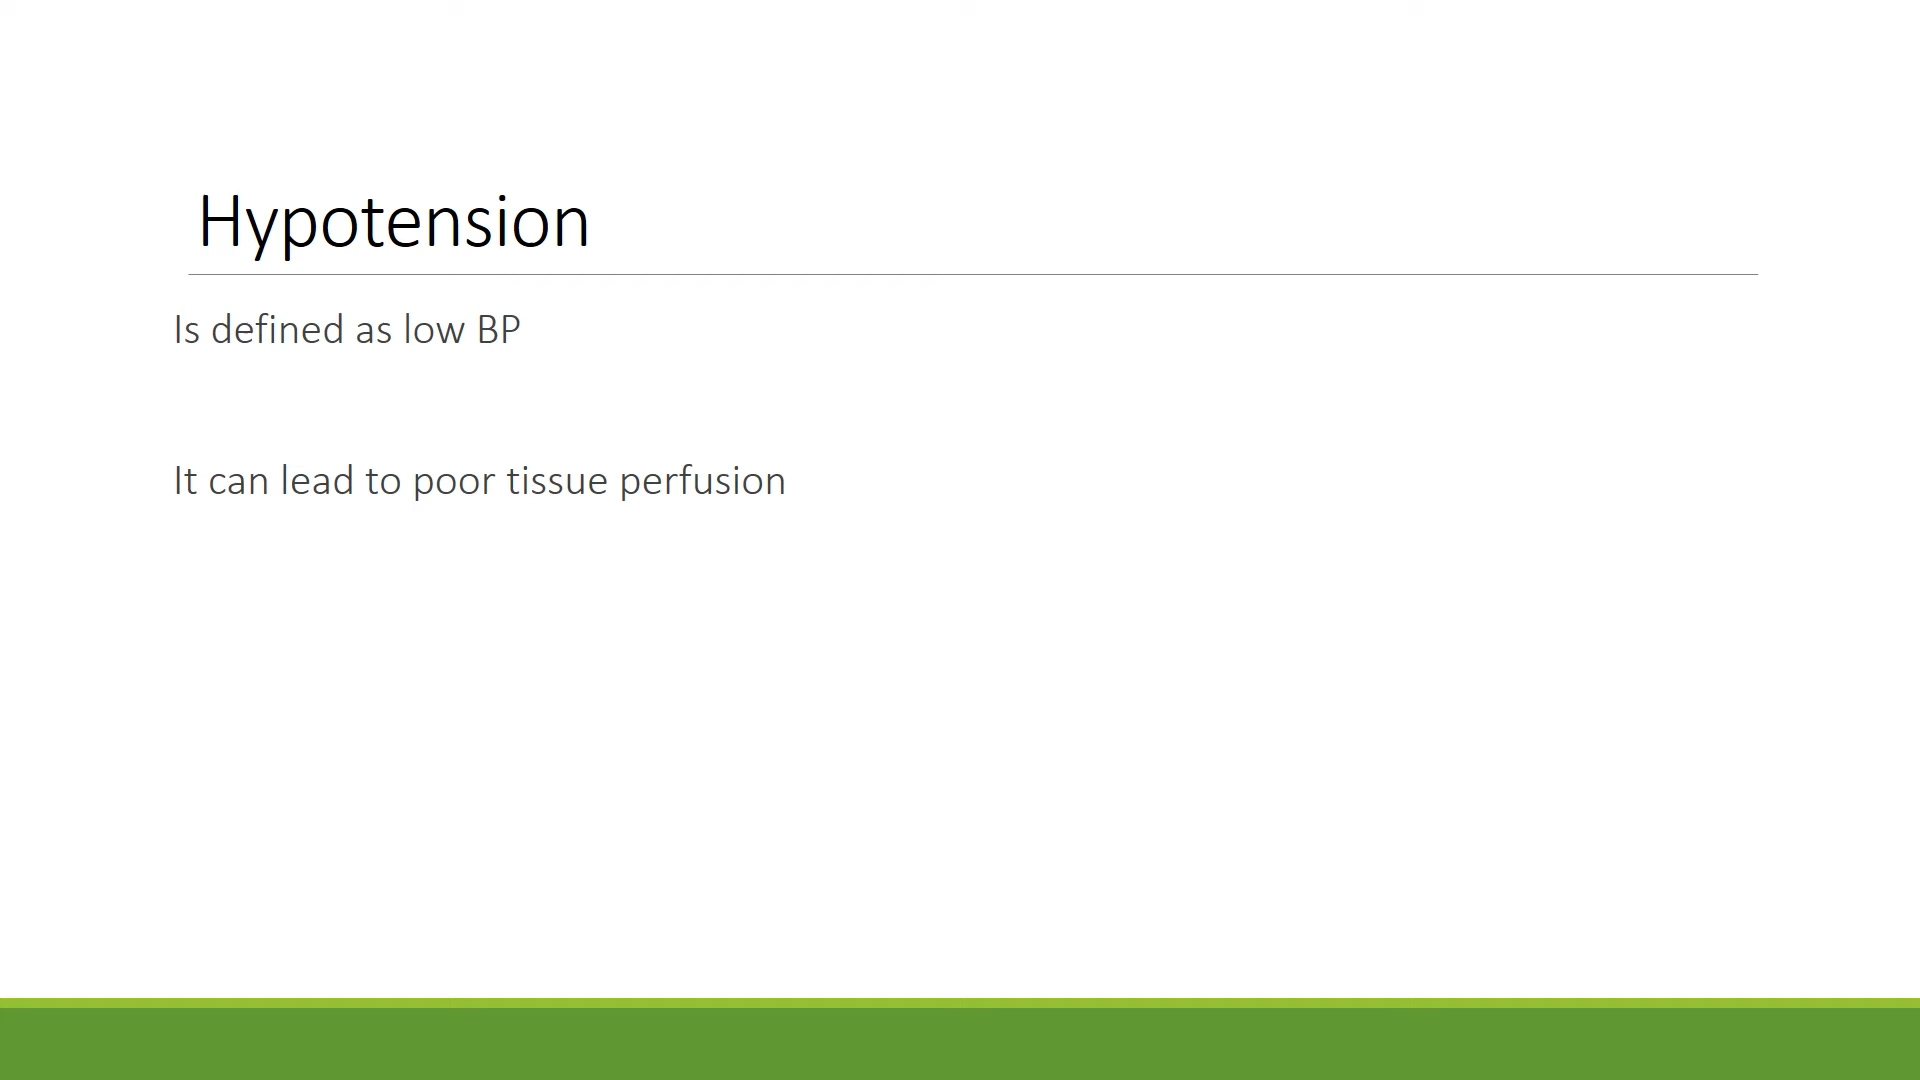 Hypotension
Is defined as low BP
It can lead to poor tissue perfusion